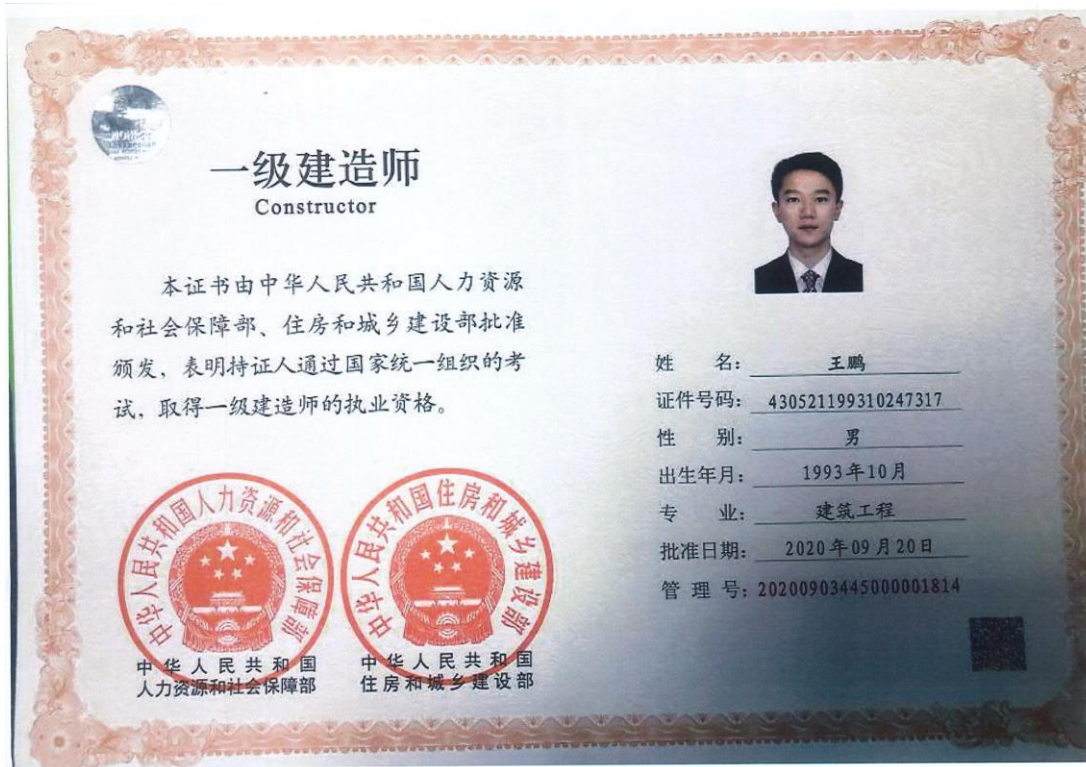 一级建造师
Constructor
本证书由中华人民共和国人力资源
和社会保障部、住房和城乡建设部批准
颁发，表明持证人通过国家统一组织的考
试，取得一级建造师的执业资格。
中华人民共和国人力资源和社会保障部
中华人民共和国住房和城乡建设部
中华人民共和国
人力资源和社会保障部
中华人民共和国
住房和城乡建设部
姓 名：王鹏
证件号码：430521199310247317
性 别：男
出生年月：1993年10月
专 业：建筑工程
批准日期：2020年09月20日
管 理 号：20200903445000001814